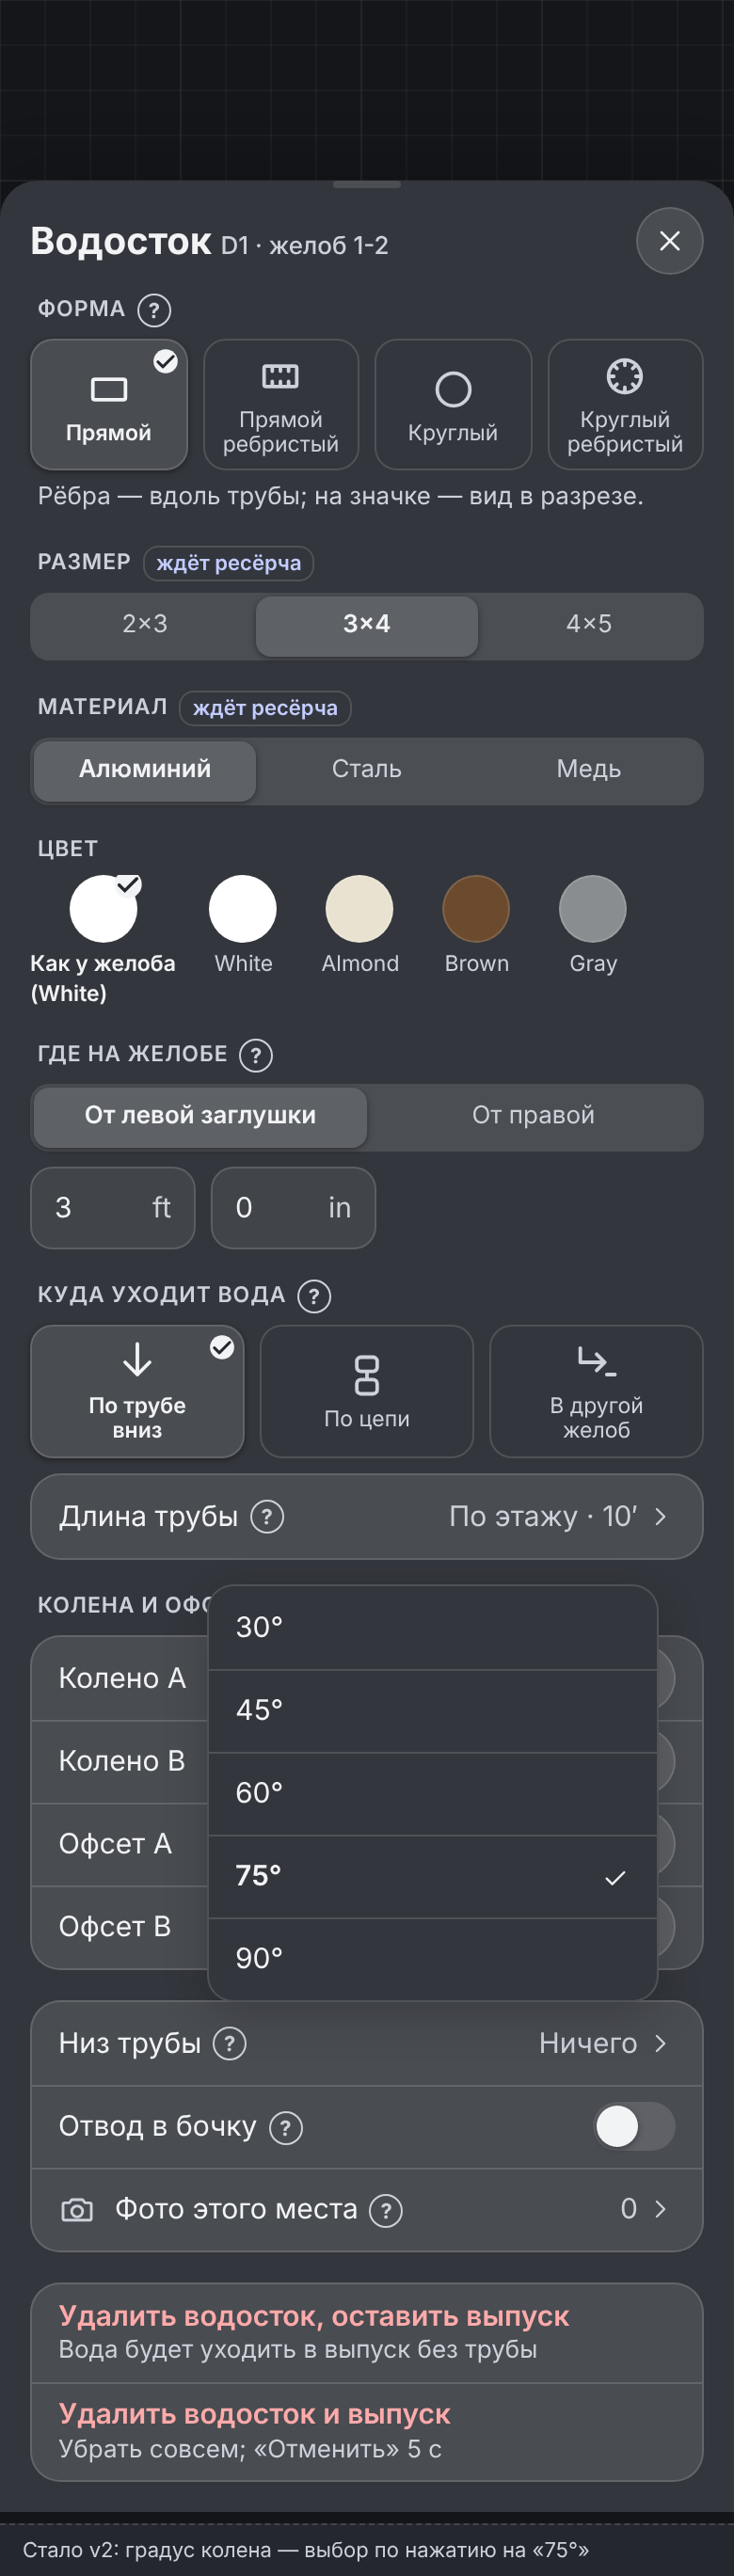 Водосток D1 · желоб 1-2
ФОРМА ?
Прямой
Прямой ребристый
Круглый
Круглый ребристый
Рёбра — вдоль трубы; на значке — вид в разрезе.
РАЗМЕР ждёт ресёрча
2×3 3×4 4×5
МАТЕРИАЛ ждёт ресёрча
Алюминий Сталь Медь
ЦВЕТ
Как у желоба (White)
White
Almond
Brown
Gray
ГДЕ НА ЖЕЛОБЕ ?
От левой заглушки От правой
3 ft 0 in
КУДА УХОДИТ ВОДА ?
По трубе вниз
По цепи
В другой желоб
Длина трубы ? По этажу · 10′
КОЛЕНА И
30°
Колено A
45°
Колено B
60°
Офсет A
75°
Офсет B
90°
Низ трубы ? Ничего
Отвод в бочку ?
Фото этого места ? 0
Удалить водосток, оставить выпуск
Вода будет уходить в выпуск без трубы
Удалить водосток и выпуск
Убрать совсем; «Отменить» 5 с
Стало v2: градус колена — выбор по нажатию на «75°»